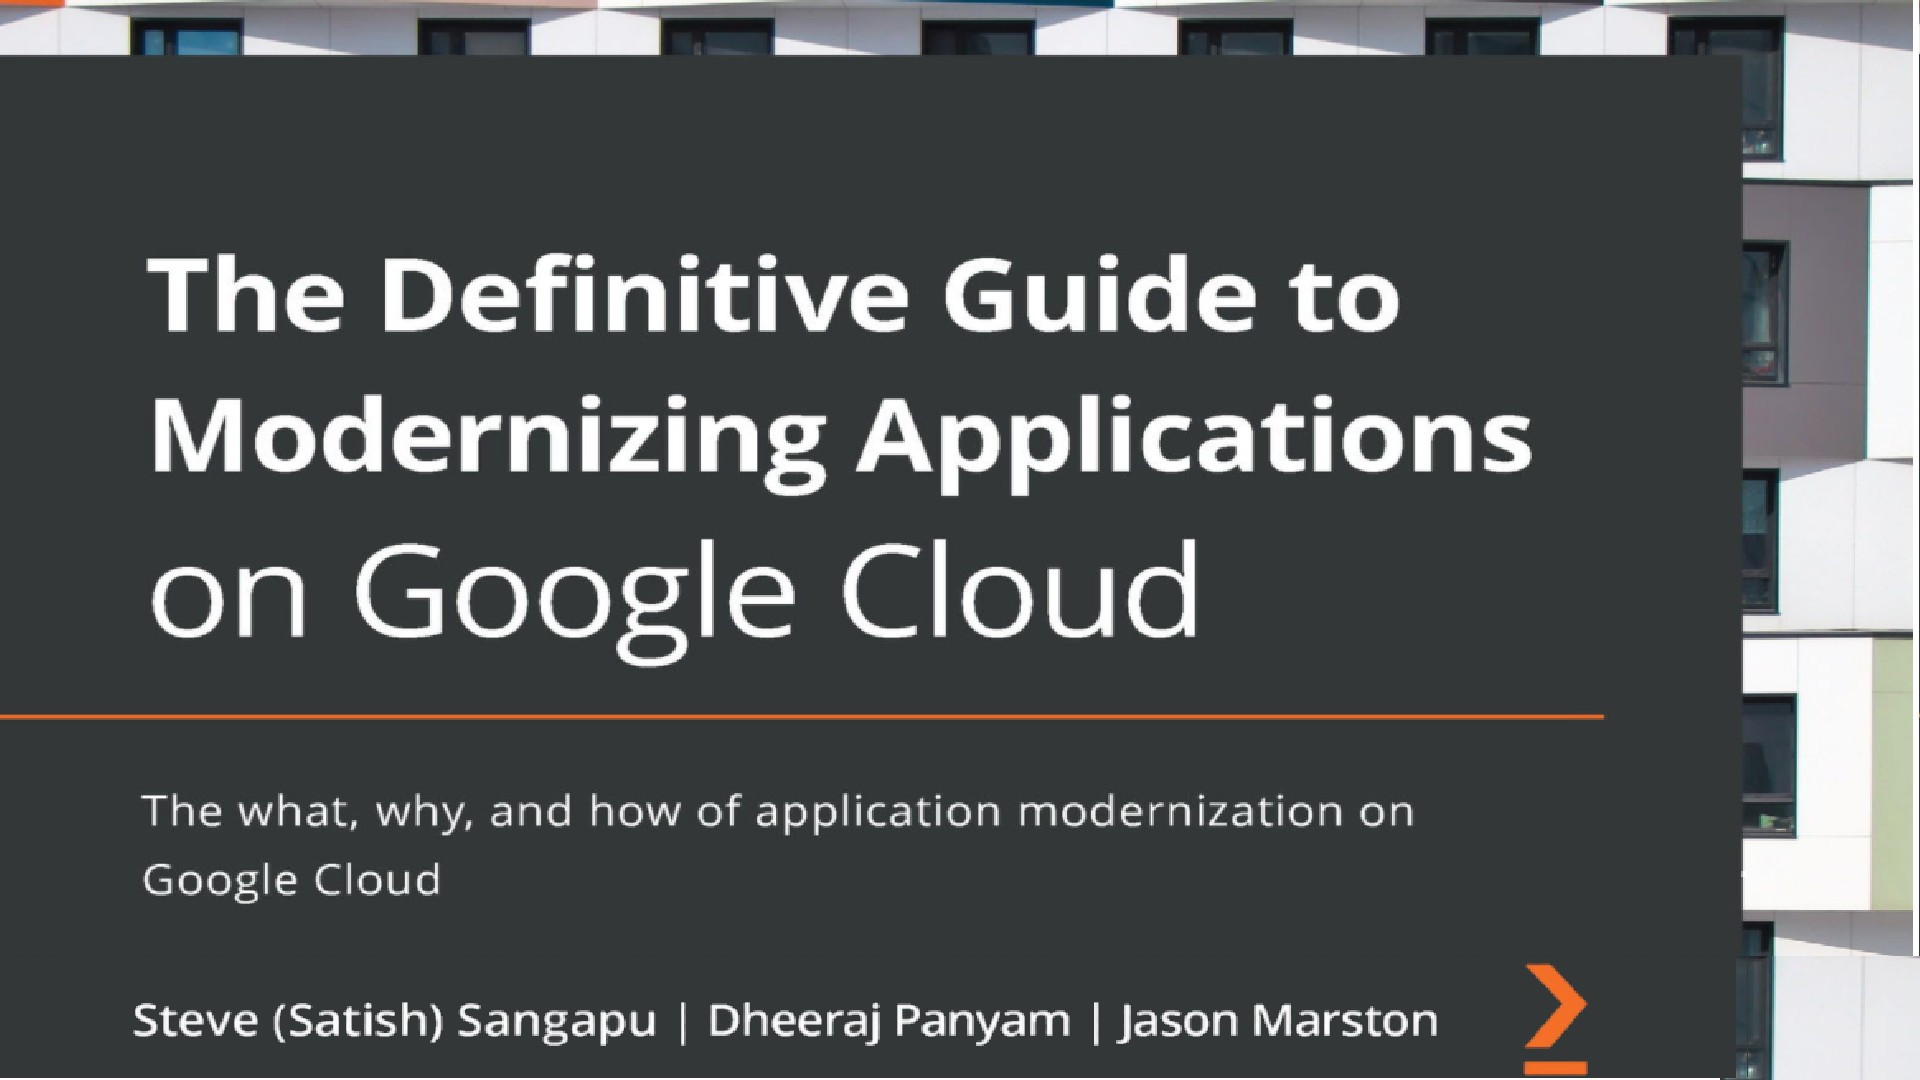 The Definitive Guide to
Modernizing Applications
on Google Cloud
The what, why, and how of application modernization on
Google Cloud
Steve (Satish) Sangapu | Dheeraj Panyam | Jason Marston